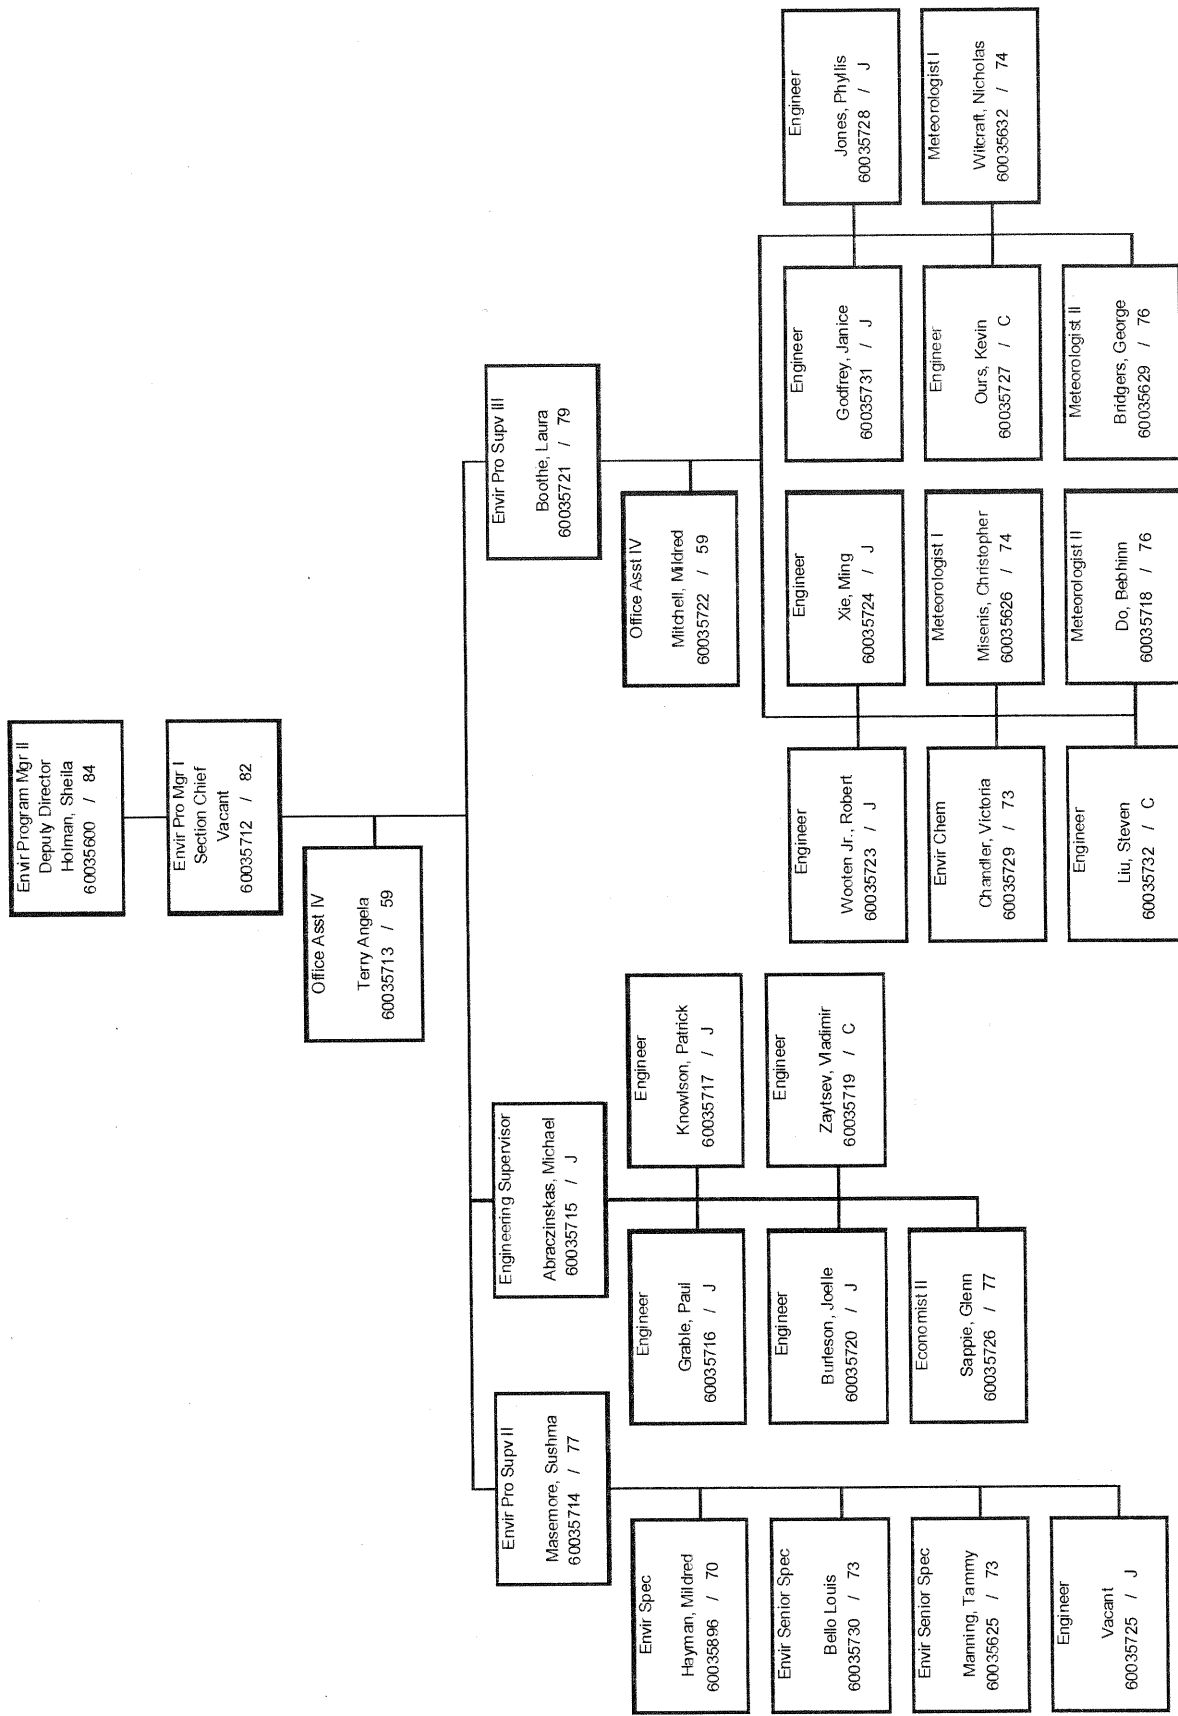 Envir Program Mgr II
Deputy Director
Holman, Sheila
60035600 / 84
Envir Pro Mgr I
Section Chief
Vacant
60035712 / 82
Office Asst IV
Terry Angela
60035713 / 59
Envir Pro Supv II
Masemore, Sushma
60035714 / 77
Engineering Supervisor
Abraczinskas, Michael
60035715 / J
Envir Pro Supv III
Boothe, Laura
60035721 / 79
Envir Spec
Hayman, Mildred
60035896 / 70
Envir Senior Spec
Bello Louis
60035730 / 73
Envir Senior Spec
Manning, Tammy
60035625 / 73
Engineer
Vacant
60035725 / J
Engineer
Grable, Paul
60035716 / J
Engineer
Knowlson, Patrick
60035717 / J
Engineer
Burleson, Joelle
60035720 / J
Engineer
Zaytsev, Vladimir
60035719 / C
Economist II
Sappie, Glenn
60035726 / 77
Office Asst IV
Mitchell, Mildred
60035722 / 59
Engineer
Wooten Jr., Robert
60035723 / J
Engineer
Xie, Ming
60035724 / J
Engineer
Godfrey, Janice
60035731 / J
Engineer
Jones, Phyllis
60035728 / J
Envir Chem
Chandler, Victoria
60035729 / 73
Meteorologist I
Misenis, Christopher
60035626 / 74
Engineer
Ours, Kevin
60035727 / C
Meteorologist I
Witcraft, Nicholas
60035632 / 74
Engineer
Liu, Steven
60035732 / C
Meteorologist II
Do, Bebhinn
60035718 / 76
Meteorologist II
Bridgers, George
60035629 / 76